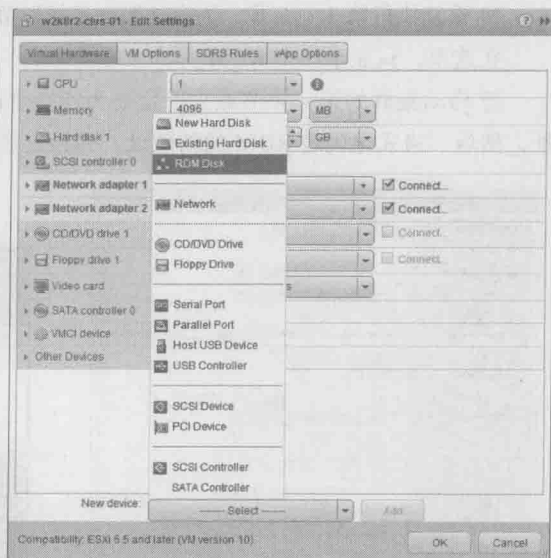 w2k8r2-clus-01 - Edit Settings
Virtual Hardware VM Options SDRS Rules vApp Options
CPU 1
Memory 4096 MB
Hard disk 1 GB
SCSI controller 0
Network adapter 1 Connect...
Network adapter 2 Connect...
CD/DVD drive 1 Connect...
Floppy drive 1 Connect...
Video card s
SATA controller 0
VMCI device
Other Devices
New Hard Disk
Existing Hard Disk
RDM Disk
Network
CD/DVD Drive
Floppy Drive
Serial Port
Parallel Port
Host USB Device
USB Controller
SCSI Device
PCI Device
SCSI Controller
SATA Controller
New device: ------- Select ------- Add
Compatibility: ESXi 5.5 and later (VM version 10) OK Cancel